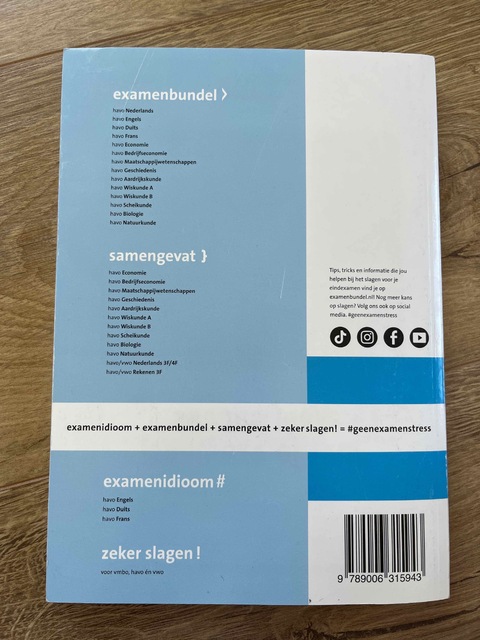 examenbundel >
havo Nederlands
havo Engels
havo Duits
havo Frans
havo Economie
havo Bedrijfseconomie
havo Maatschappijwetenschappen
havo Geschiedenis
havo Aardrijkskunde
havo Wiskunde A
havo Wiskunde B
havo Scheikunde
havo Biologie
havo Natuurkunde
samengevat }
havo Economie
havo Bedrijfseconomie
havo Maatschappijwetenschappen
havo Geschiedenis
havo Aardrijkskunde
havo Wiskunde A
havo Wiskunde B
havo Scheikunde
havo Biologie
havo Natuurkunde
havo/vwo Nederlands 3F/4F
havo/vwo Rekenen 3F
Tips, tricks en informatie die jou
helpen bij het slagen voor je
eindexamen vind je op
examenbundel.nl! Nog meer kans
op slagen? Volg ons ook op social
media. #geenexamenstress
examenidioom + examenbundel + samengevat + zeker slagen! = #geenexamenstress
examenidioom #
havo Engels
havo Duits
havo Frans
zeker slagen !
voor vmbo, havo én vwo
9 789006 315943